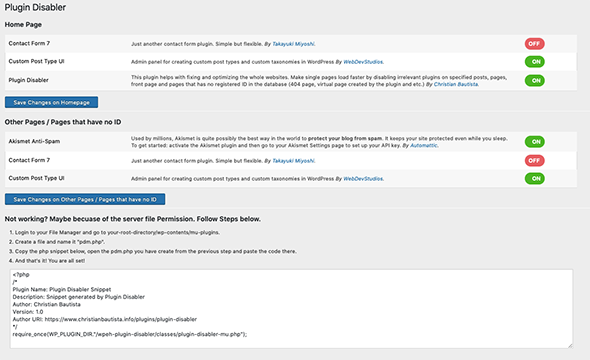 Plugin Disabler
Home Page
Contact Form 7
Just another contact form plugin. Simple but flexible. By Takayuki Miyoshi.
OFF
Custom Post Type UI
Admin panel for creating custom post types and custom taxonomies in WordPress By WebDevStudios.
ON
Plugin Disabler
This plugin helps with fixing and optimizing the whole websites. Make single pages load faster by disabling irrelevant plugins on specified posts, pages,
front page and pages that has no registered ID in the database (404 page, virtual page created by the plugin and etc.) By Christian Bautista.
ON
Save Changes on Homepage
Other Pages / Pages that have no ID
Akismet Anti-Spam
Used by millions, Akismet is quite possibly the best way in the world to protect your blog from spam. It keeps your site protected even while you sleep.
To get started: activate the Akismet plugin and then go to your Akismet Settings page to set up your API key. By Automattic.
ON
Contact Form 7
Just another contact form plugin. Simple but flexible. By Takayuki Miyoshi.
OFF
Custom Post Type UI
Admin panel for creating custom post types and custom taxonomies in WordPress By WebDevStudios.
ON
Save Changes on Other Pages / Pages that have no ID
Not working? Maybe becuase of the server file Permission. Follow Steps below.
1. Login to your File Manager and go to your-root-directory/wp-contents/mu-plugins.
2. Create a file and name it "pdm.php".
3. Copy the php snippet below, open the pdm.php you have create from the previous step and paste the code there.
4. And that's it! You are all set!
<?php
/*
Plugin Name: Plugin Disabler Snippet
Description: Snippet generated by Plugin Disabler
Author: Christian Bautista
Version: 1.0
Author URI: https://www.christianbautista.info/plugins/plugin-disabler
*/
require_once(WP_PLUGIN_DIR."/wpeh-plugin-disabler/classes/plugin-disabler-mu.php");